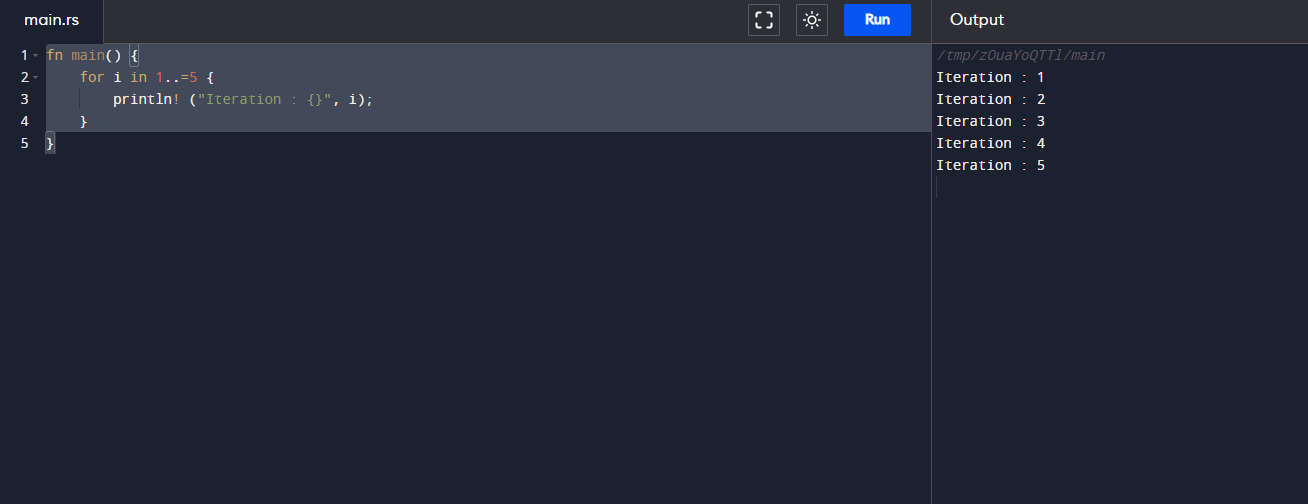 main.rs
Run
Output
1 fn main() {
2     for i in 1..=5 {
3         println! ("Iteration : {}", i);
4     }
5 }
/tmp/zOuaYoQTTl/main
Iteration : 1
Iteration : 2
Iteration : 3
Iteration : 4
Iteration : 5